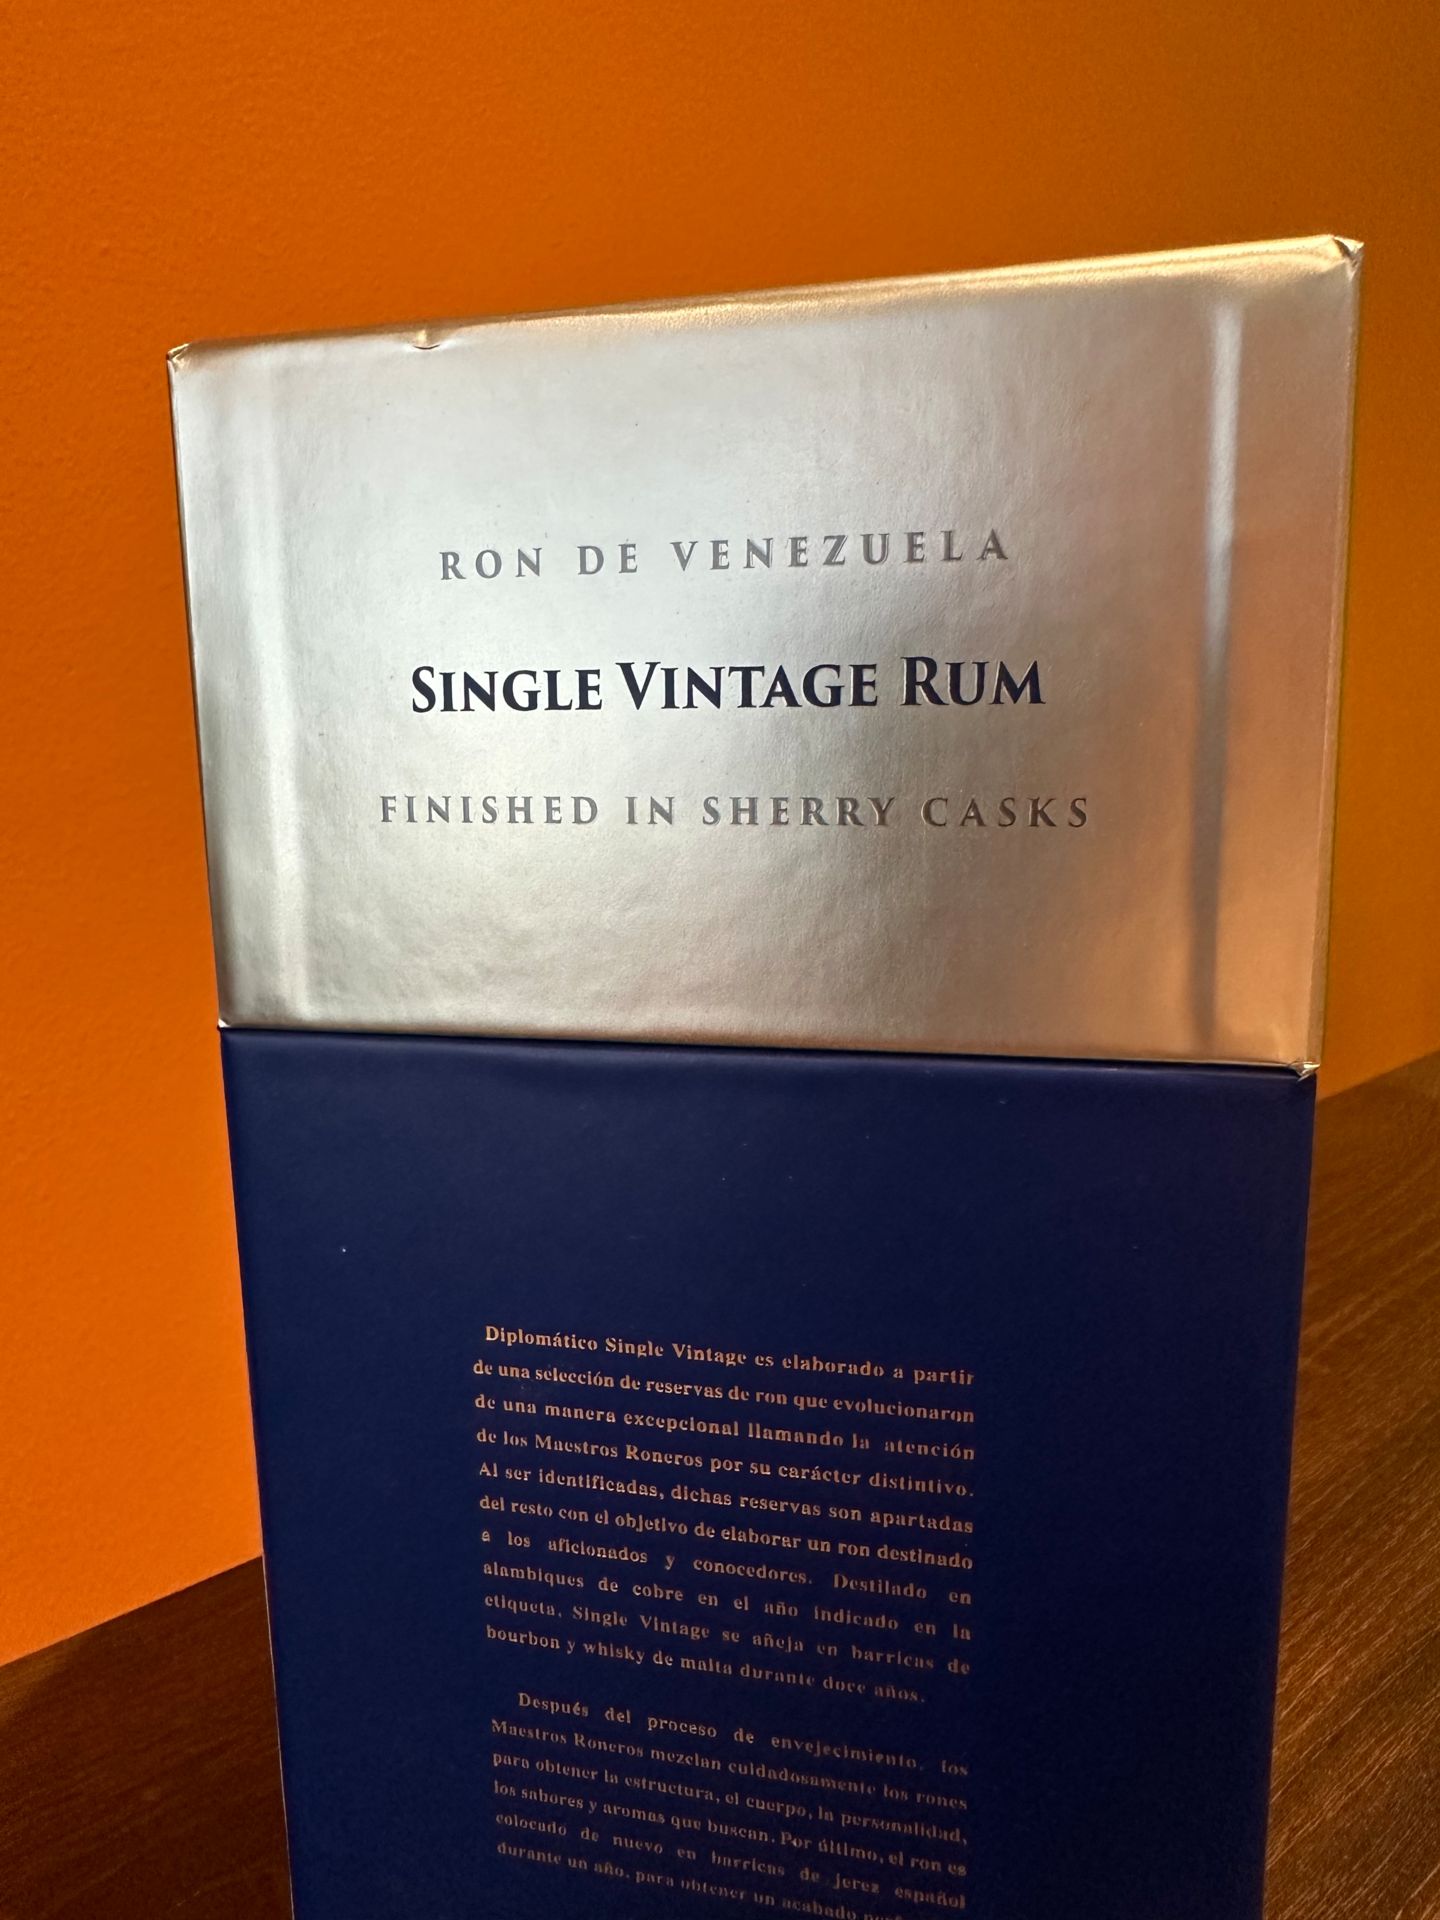 RON DE VENEZUELA
SINGLE VINTAGE RUM
FINISHED IN SHERRY CASKS
Diplomático Single Vintage es elaborado a partir
de una selección de reservas de ron que evolucionaron
de una manera excepcional llamando la atención
de los Maestros Roneros por su carácter distintivo.
Al ser identificadas, dichas reservas son apartadas
del resto con el objetivo de elaborar un ron destinado
a los aficionados y conocedores. Destilado en
alambiques de cobre en el año indicado en la
etiqueta, Single Vintage se añeja en barricas de
bourbon y whisky de malta durante doce años.
Después del proceso de envejecimiento, los
Maestros Roneros mezclan cuidadosamente los rones
para obtener la estructura, el cuerpo, la personalidad,
los sabores y aromas que buscan. Por último, el ron es
colocado de nuevo en barricas de jerez español
durante un año, para obtener un acabado